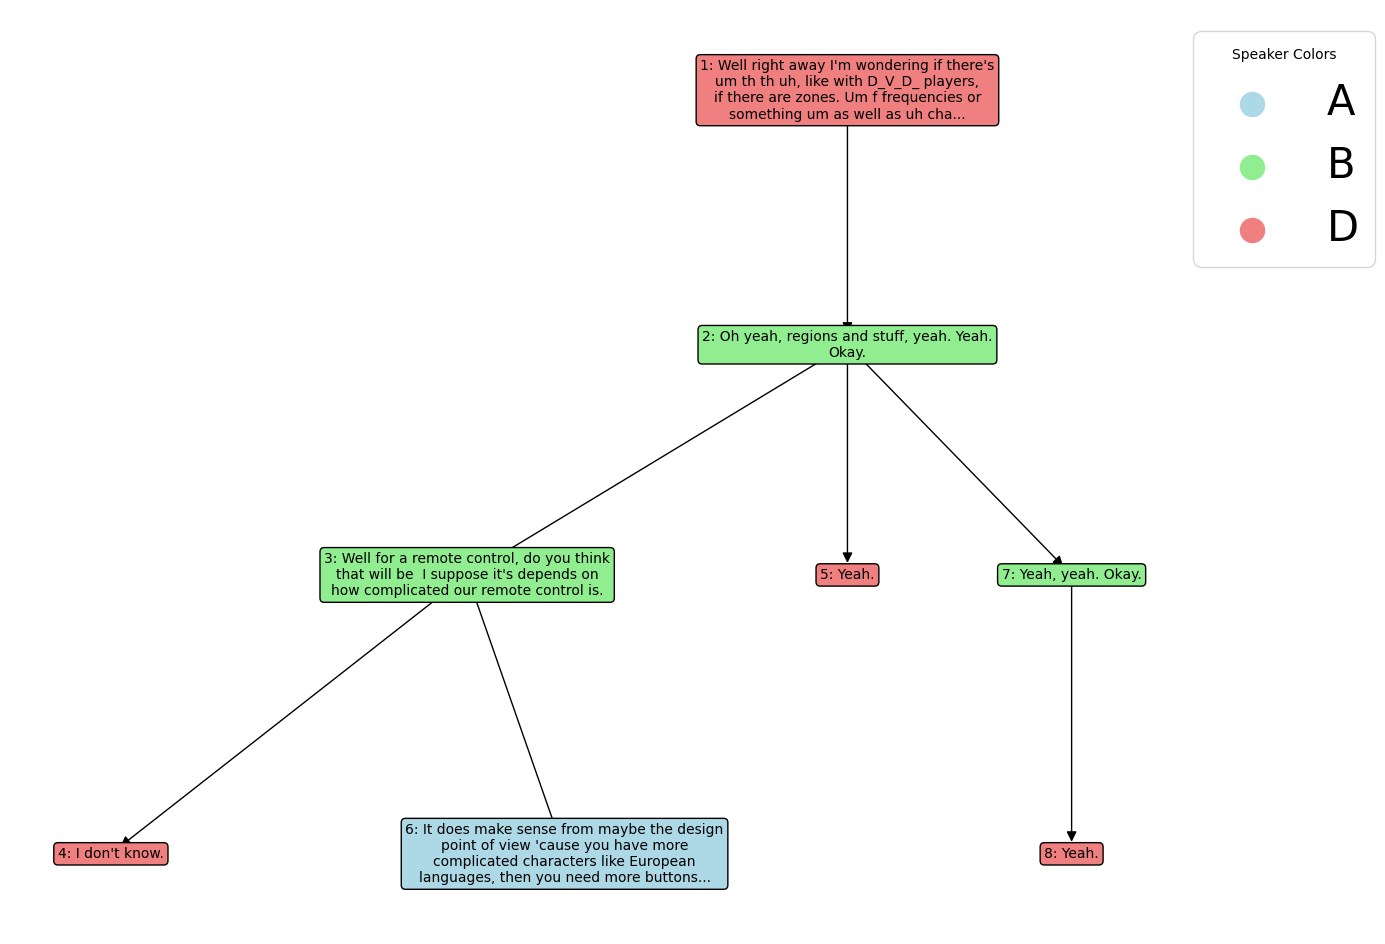 1: Well right away I'm wondering if there's
um th th uh, like with D_V_D_ players,
if there are zones. Um f frequencies or
something um as well as uh cha...
Speaker Colors
A
B
D
2: Oh yeah, regions and stuff, yeah. Yeah.
Okay.
3: Well for a remote control, do you think
that will be  I suppose it's depends on
how complicated our remote control is.
5: Yeah.
7: Yeah, yeah. Okay.
4: I don't know.
6: It does make sense from maybe the design
point of view 'cause you have more
complicated characters like European
languages, then you need more buttons...
8: Yeah.